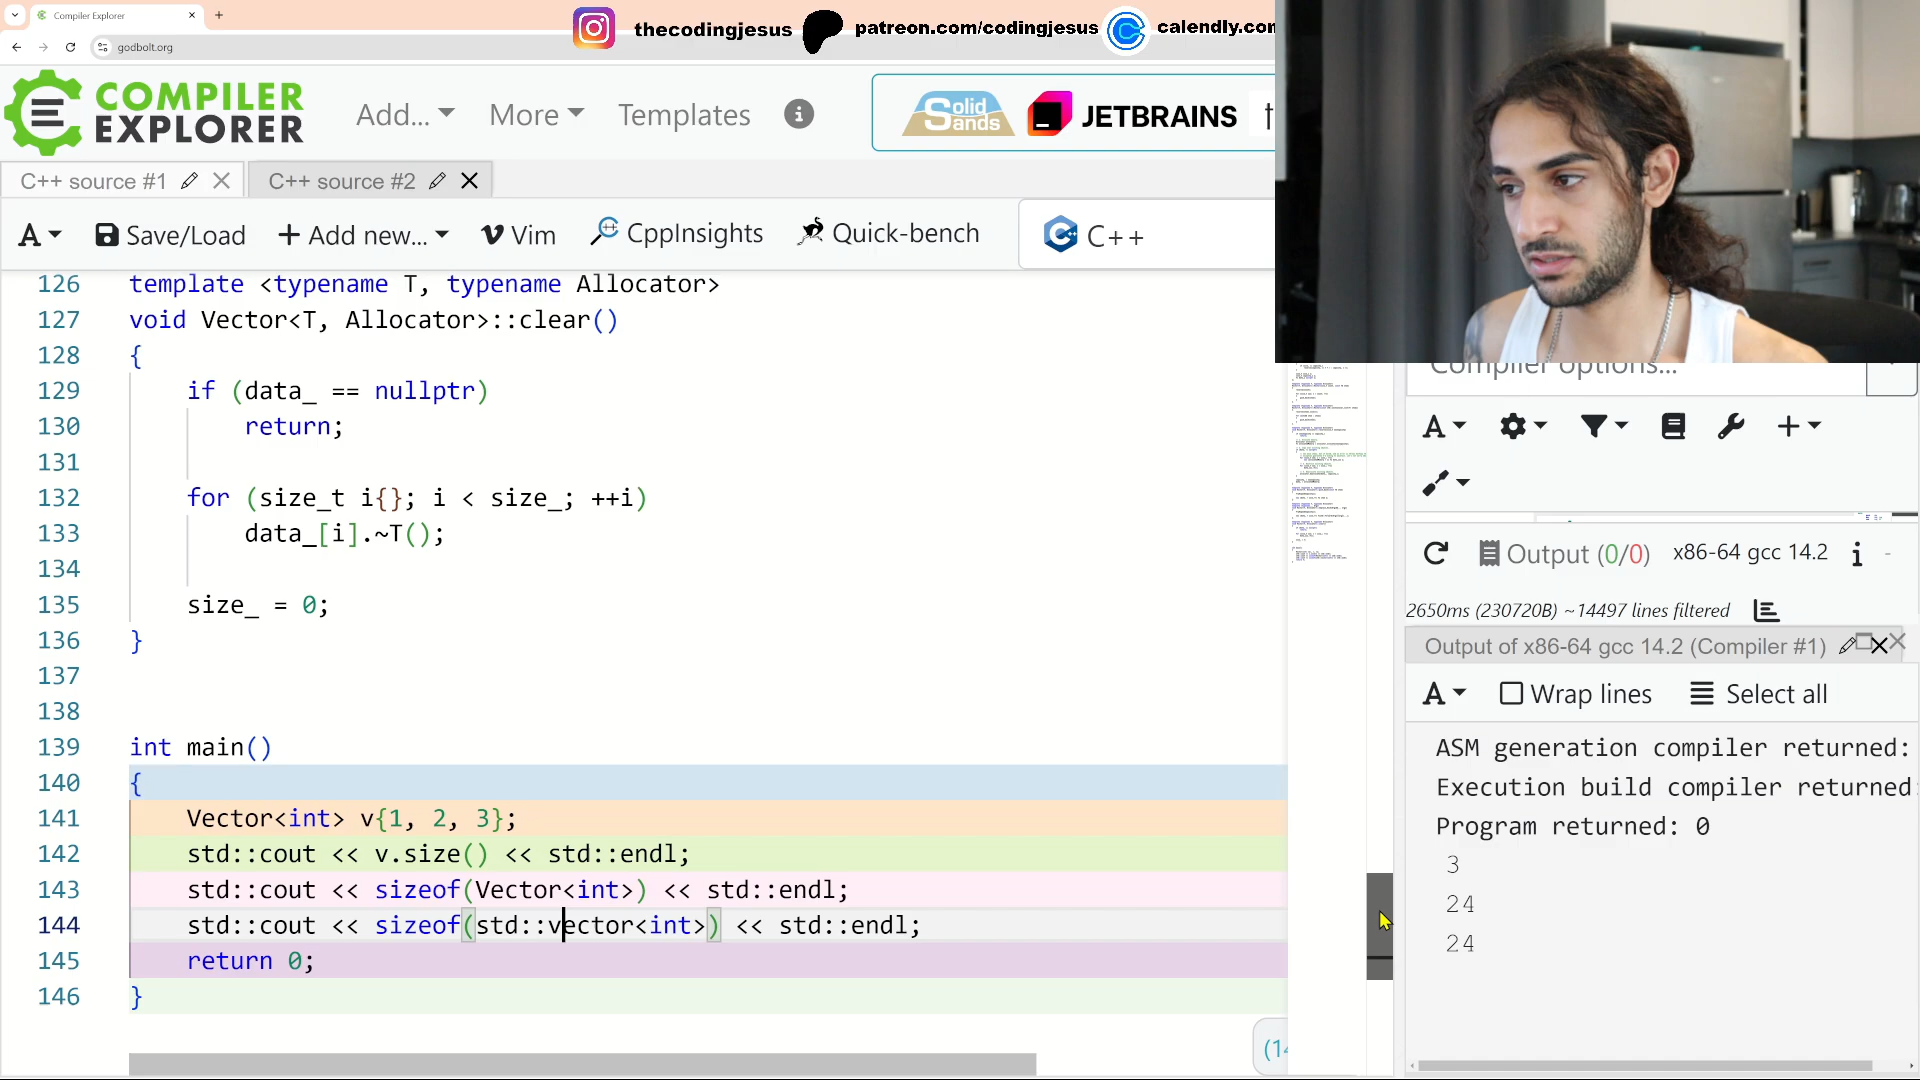 Compiler Explorer
godbolt.org
thecodingjesus
patreon.com/codingjesus
calendly.com
COMPILER
EXPLORER
Add...
More
Templates
Solid
Sands
JETBRAINS
C++ source #1
C++ source #2
A
Save/Load
+ Add new...
Vim
CppInsights
Quick-bench
C++
126 template <typename T, typename Allocator>
127 void Vector<T, Allocator>::clear()
128 {
129 if (data_ == nullptr)
130 return;
131
132 for (size_t i{}; i < size_; ++i)
133 data_[i].~T();
134
135 size_ = 0;
136 }
137
138
139 int main()
140 {
141 Vector<int> v{1, 2, 3};
142 std::cout << v.size() << std::endl;
143 std::cout << sizeof(Vector<int>) << std::endl;
144 std::cout << sizeof(std::vector<int>) << std::endl;
145 return 0;
146 }
Compiler options...
A
Output (0/0) x86-64 gcc 14.2 i -
2650ms (230720B) ~14497 lines filtered
Output of x86-64 gcc 14.2 (Compiler #1)
A Wrap lines Select all
ASM generation compiler returned:
Execution build compiler returned
Program returned: 0
3
24
24